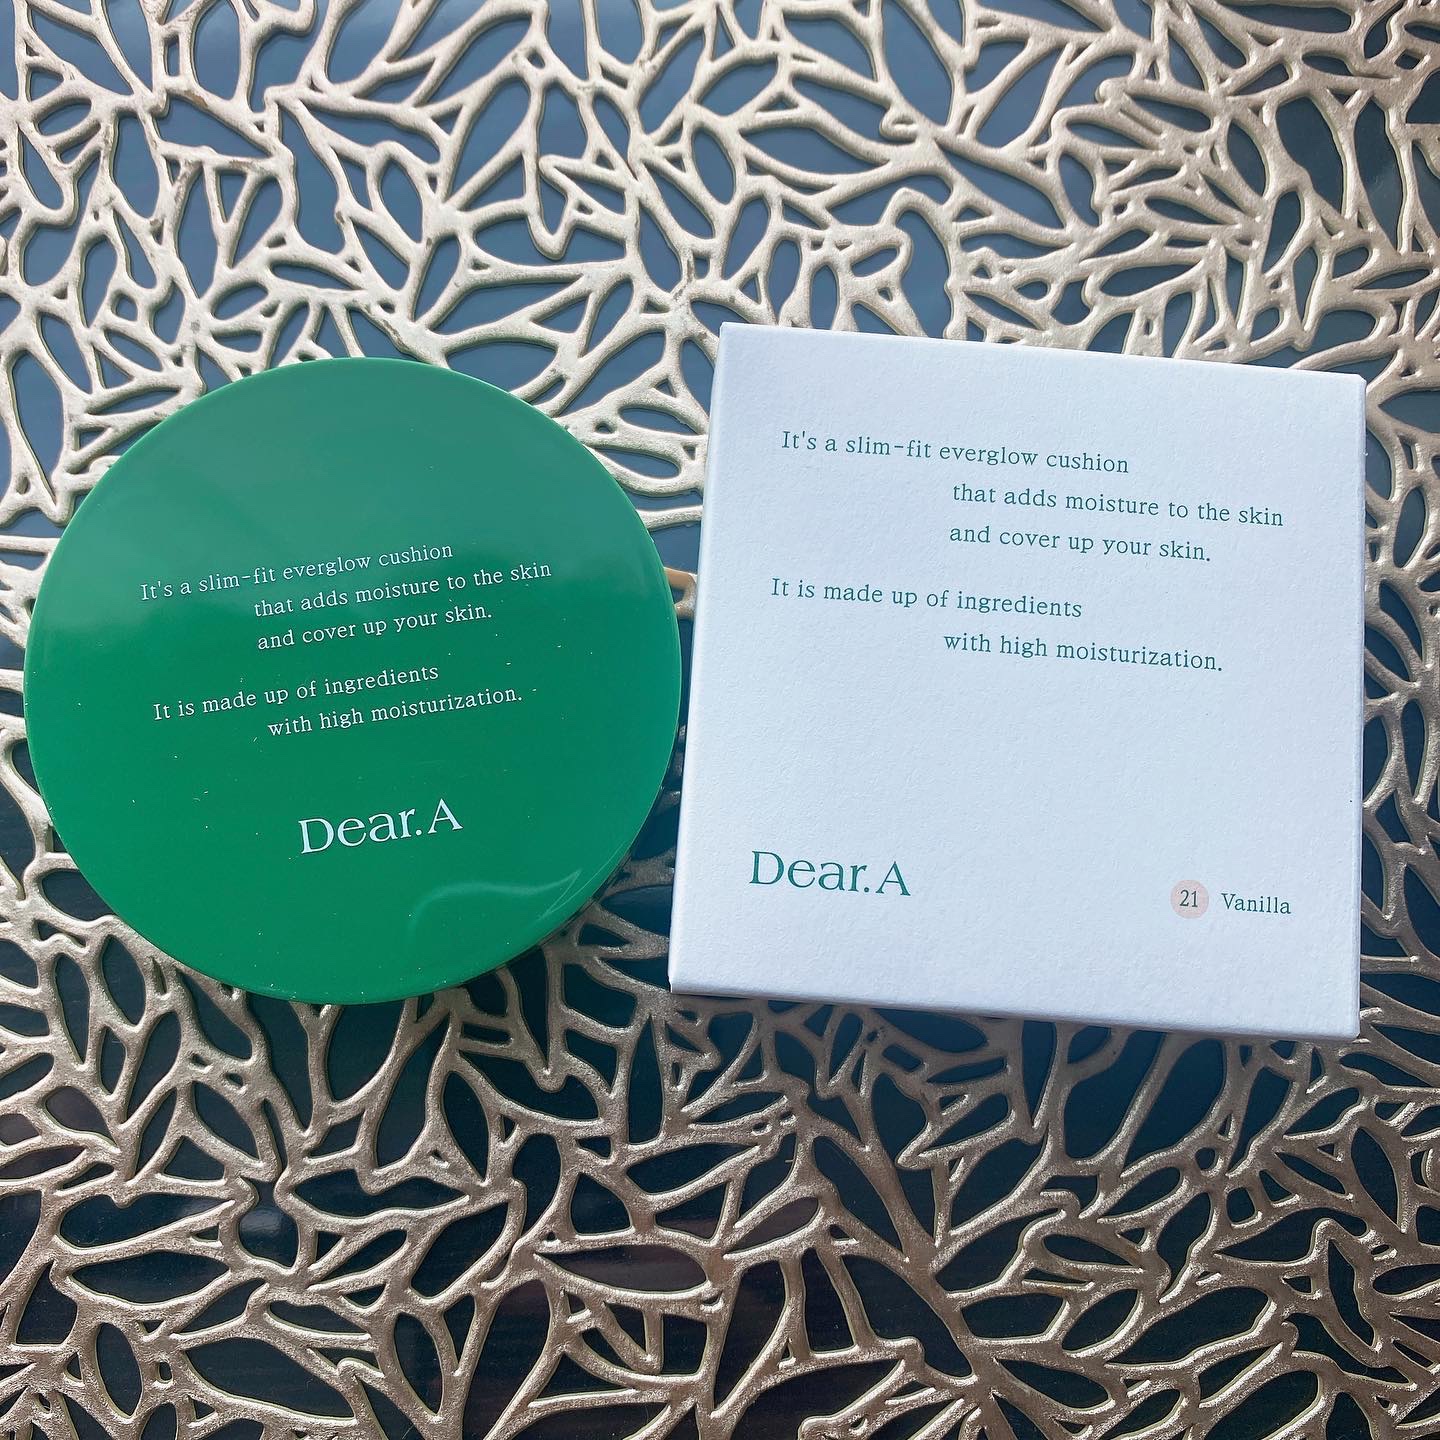 It's a slim-fit everglow cushion
that adds moisture to the skin
and cover up your skin.
It is made up of ingredients
with high moisturization.
Dear.A
It's a slim-fit everglow cushion
that adds moisture to the skin
and cover up your skin.
It is made up of ingredients
with high moisturization.
Dear.A
21 Vanilla